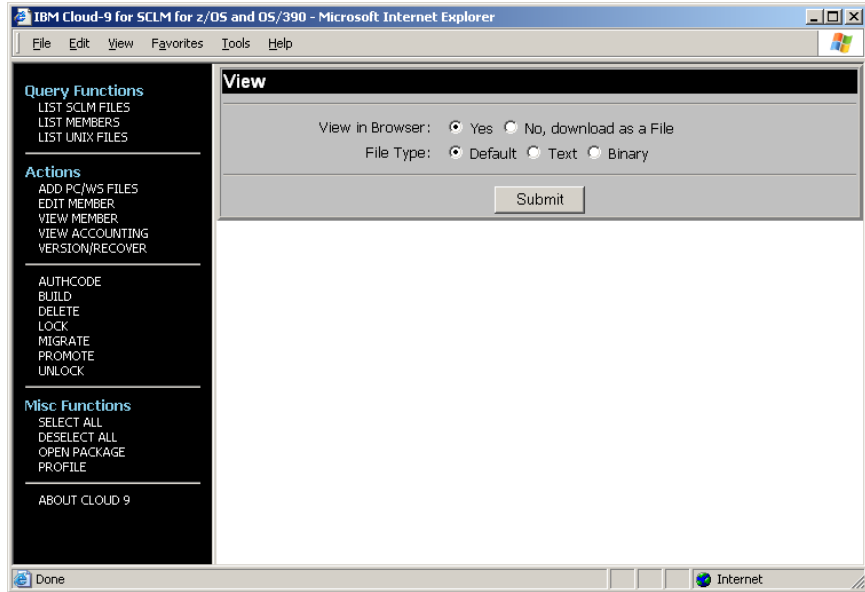 IBM Cloud-9 for SCLM for z/OS and OS/390 - Microsoft Internet Explorer
File Edit View Favorites Tools Help
Query Functions
LIST SCLM FILES
LIST MEMBERS
LIST UNIX FILES
Actions
ADD PC/WS FILES
EDIT MEMBER
VIEW MEMBER
VIEW ACCOUNTING
VERSION/RECOVER
AUTHCODE
BUILD
DELETE
LOCK
MIGRATE
PROMOTE
UNLOCK
Misc Functions
SELECT ALL
DESELECT ALL
OPEN PACKAGE
PROFILE
ABOUT CLOUD 9
View
View in Browser: Yes No, download as a File
File Type: Default Text Binary
Submit
Done Internet